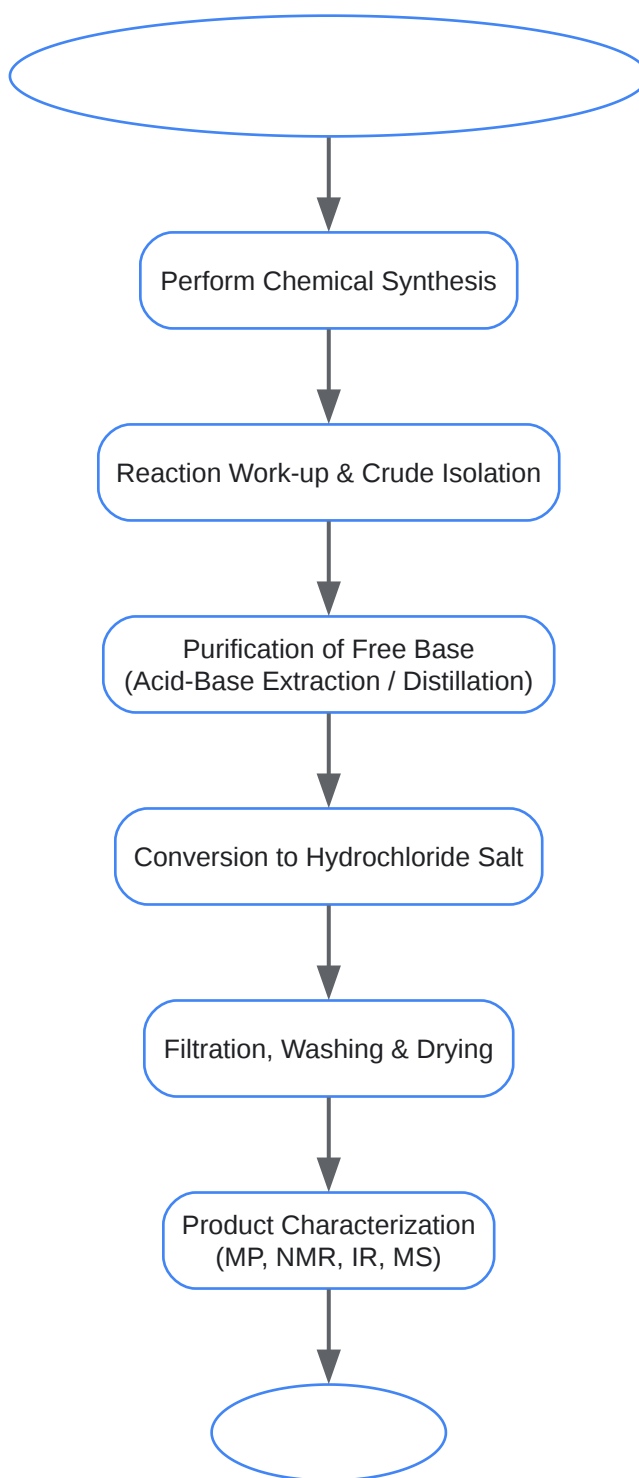 Perform Chemical Synthesis
Reaction Work-up & Crude Isolation
Purification of Free Base
(Acid-Base Extraction / Distillation)
Conversion to Hydrochloride Salt
Filtration, Washing & Drying
Product Characterization
(MP, NMR, IR, MS)